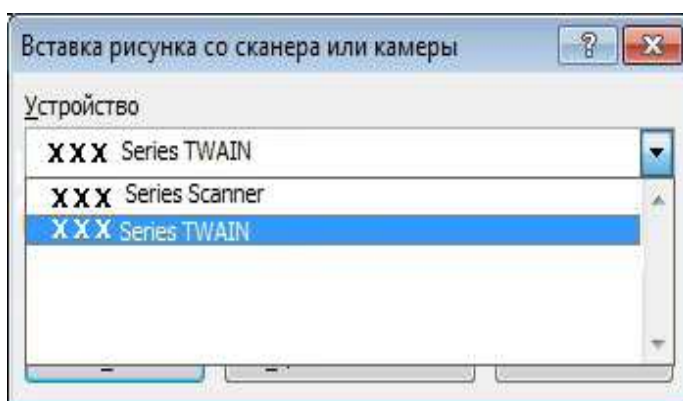 Вставка рисунка со сканера или камеры
Устройство
XXX Series TWAIN
XXX Series Scanner
XXX Series TWAIN